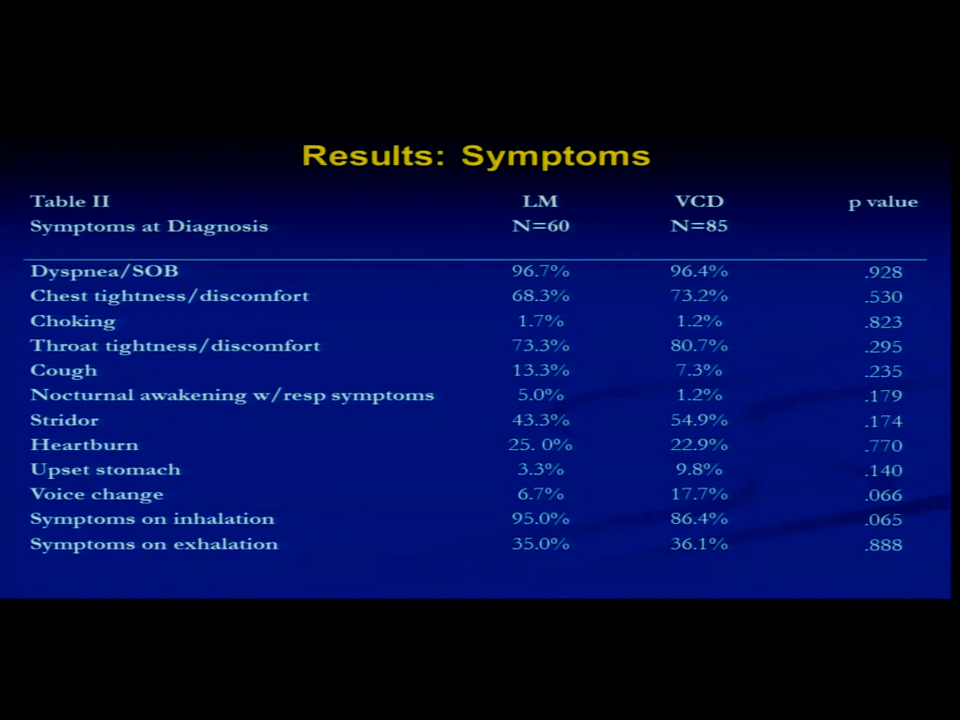 Results: Symptoms
Table II LM VCD p value
Symptoms at Diagnosis N=60 N=85
Dyspnea/SOB 96.7% 96.4% .928
Chest tightness/discomfort 68.3% 73.2% .530
Choking 1.7% 1.2% .823
Throat tightness/discomfort 73.3% 80.7% .295
Cough 13.3% 7.3% .235
Nocturnal awakening w/resp symptoms 5.0% 1.2% .179
Stridor 43.3% 54.9% .174
Heartburn 25. 0% 22.9% .770
Upset stomach 3.3% 9.8% .140
Voice change 6.7% 17.7% .066
Symptoms on inhalation 95.0% 86.4% .065
Symptoms on exhalation 35.0% 36.1% .888